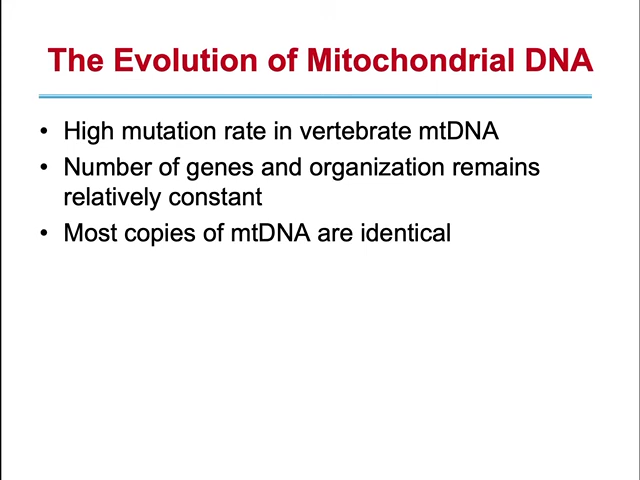 The Evolution of Mitochondrial DNA
• High mutation rate in vertebrate mtDNA
• Number of genes and organization remains
relatively constant
• Most copies of mtDNA are identical